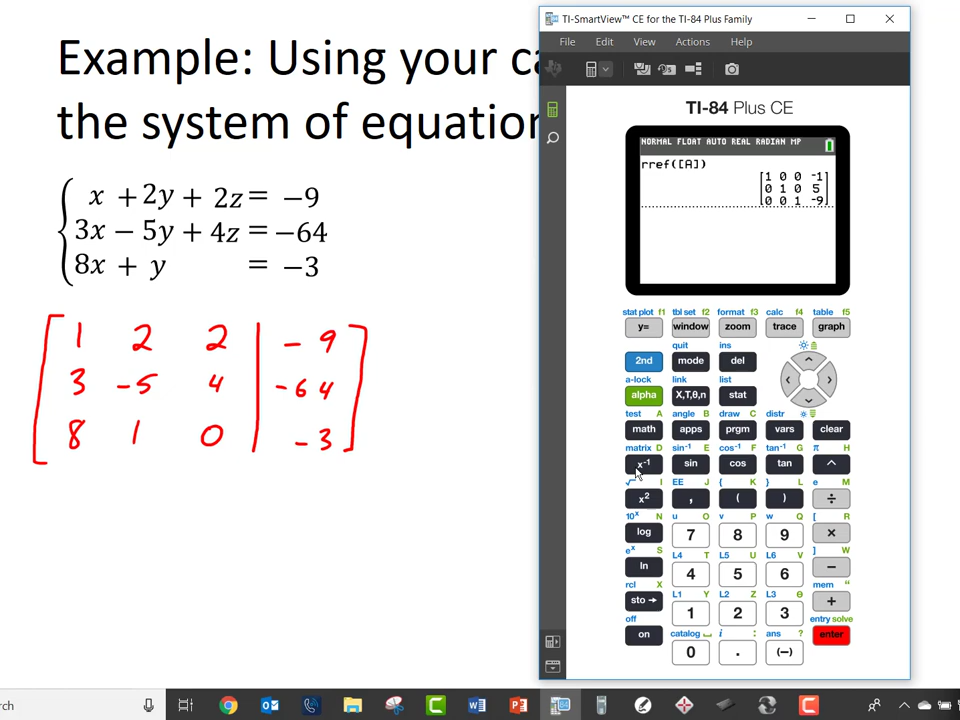 TI-SmartView™ CE for the TI-84 Plus Family
File Edit View Actions Help
Example: Using your ca
the system of equation
x + 2y + 2z = −9
3x − 5y + 4z = −64
8x + y = −3
1 2 2 | -9
3 -5 4 | -64
8 1 0 | -3
TI-84 Plus CE
NORMAL FLOAT AUTO REAL RADIAN MP
rref([A])
[1 0 0 -1]
[0 1 0 5]
[0 0 1 -9]
stat plot f1 tbl set f2 format f3 calc f4 table f5
y= window zoom trace graph
quit ins
2nd mode del
a-lock link list
alpha X,T,θ,n stat
test A angle B draw C distr
math apps prgm vars clear
matrix D sin⁻¹ E cos⁻¹ F tan⁻¹ G π H
x⁻¹ sin cos tan ^
√ I EE J { K } L e M
x² , ( ) ÷
10ˣ N u O v P w Q [ R
log 7 8 9 ×
eˣ S L4 T L5 U L6 V ] W
ln 4 5 6 −
rcl X L1 Y L2 Z L3 θ mem "
sto → 1 2 3 +
off catalog i : ans ? entry solve
on 0 . (−) enter
rch